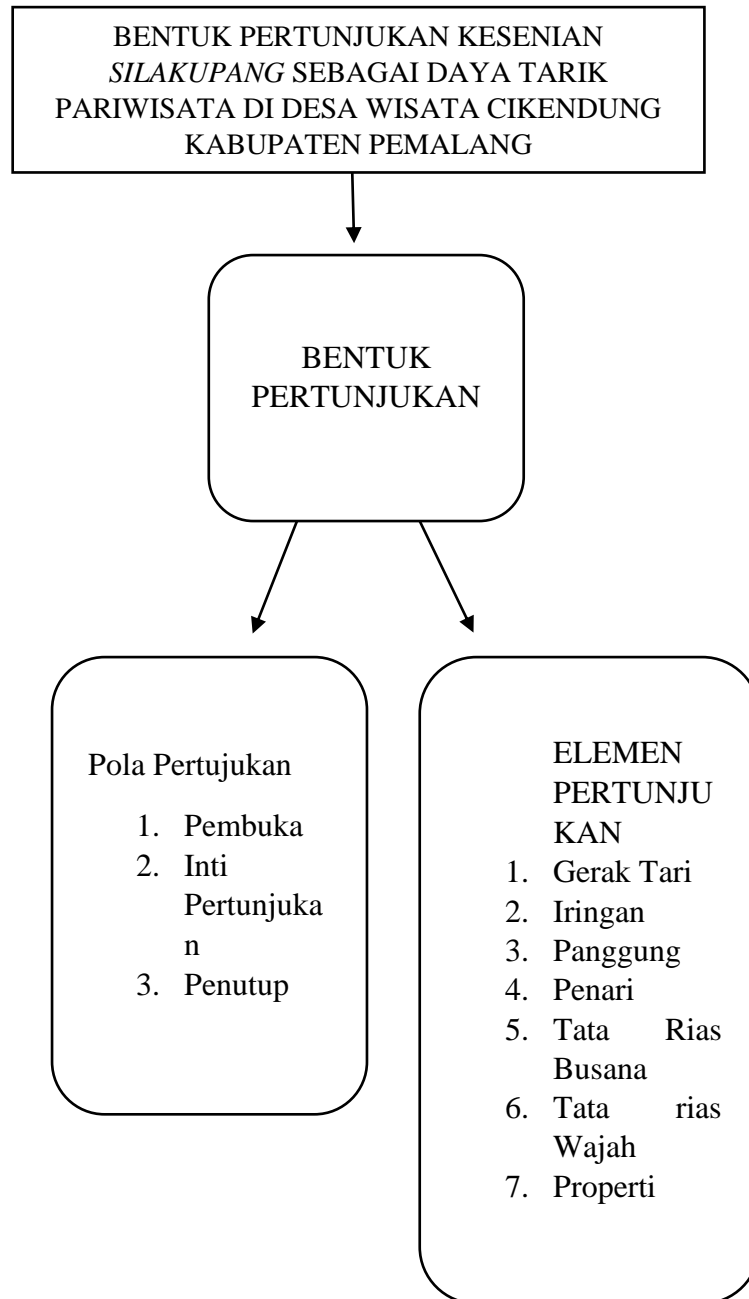 BENTUK PERTUNJUKAN KESENIAN
SILAKUPANG SEBAGAI DAYA TARIK
PARIWISATA DI DESA WISATA CIKENDUNG
KABUPATEN PEMALANG
BENTUK
PERTUNJUKAN
Pola Pertujukan
1. Pembuka
2. Inti
Pertunjuka
n
3. Penutup
ELEMEN
PERTUNJU
KAN
1. Gerak Tari
2. Iringan
3. Panggung
4. Penari
5. Tata Rias
Busana
6. Tata rias
Wajah
7. Properti